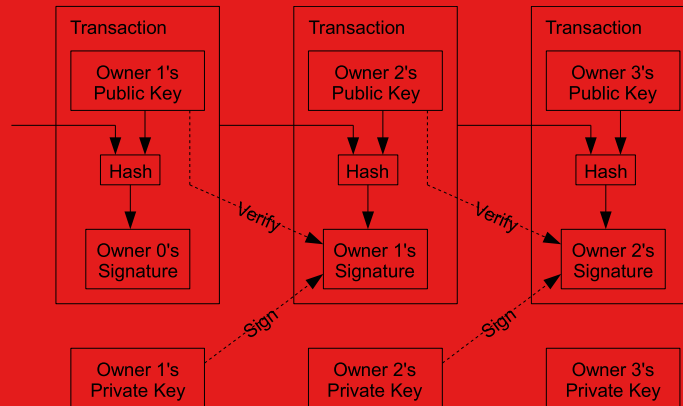 Transaction
Transaction
Transaction
Owner 1's
Public Key
Owner 2's
Public Key
Owner 3's
Public Key
Hash
Hash
Hash
Verify
Verify
Owner 0's
Signature
Owner 1's
Signature
Owner 2's
Signature
Sign
Sign
Owner 1's
Private Key
Owner 2's
Private Key
Owner 3's
Private Key